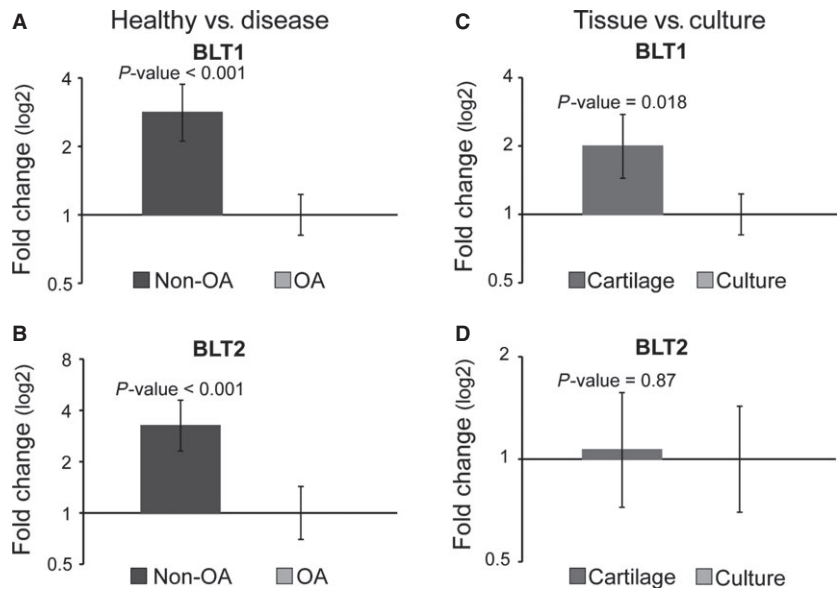 A
Healthy vs. disease
BLT1
P-value < 0.001
Fold change (log2)
4
2
1
0.5
Non-OA OA
B
BLT2
P-value < 0.001
Fold change (log2)
8
4
2
1
0.5
Non-OA OA
C
Tissue vs. culture
BLT1
P-value = 0.018
Fold change (log2)
4
2
1
0.5
Cartilage Culture
D
BLT2
P-value = 0.87
Fold change (log2)
2
1
0.5
Cartilage Culture